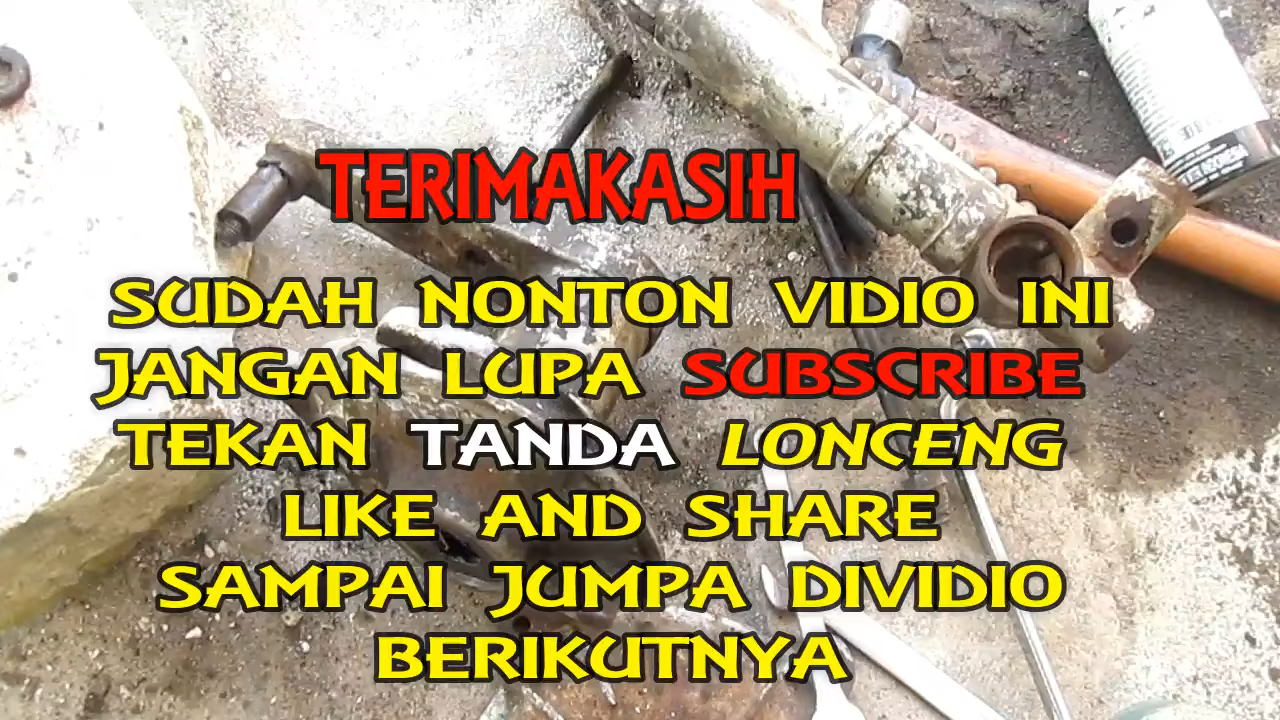 TERIMAKASIH
SUDAH NONTON VIDIO INI
JANGAN LUPA SUBSCRIBE
TEKAN TANDA LONCENG
LIKE AND SHARE
SAMPAI JUMPA DIVIDIO
BERIKUTNYA